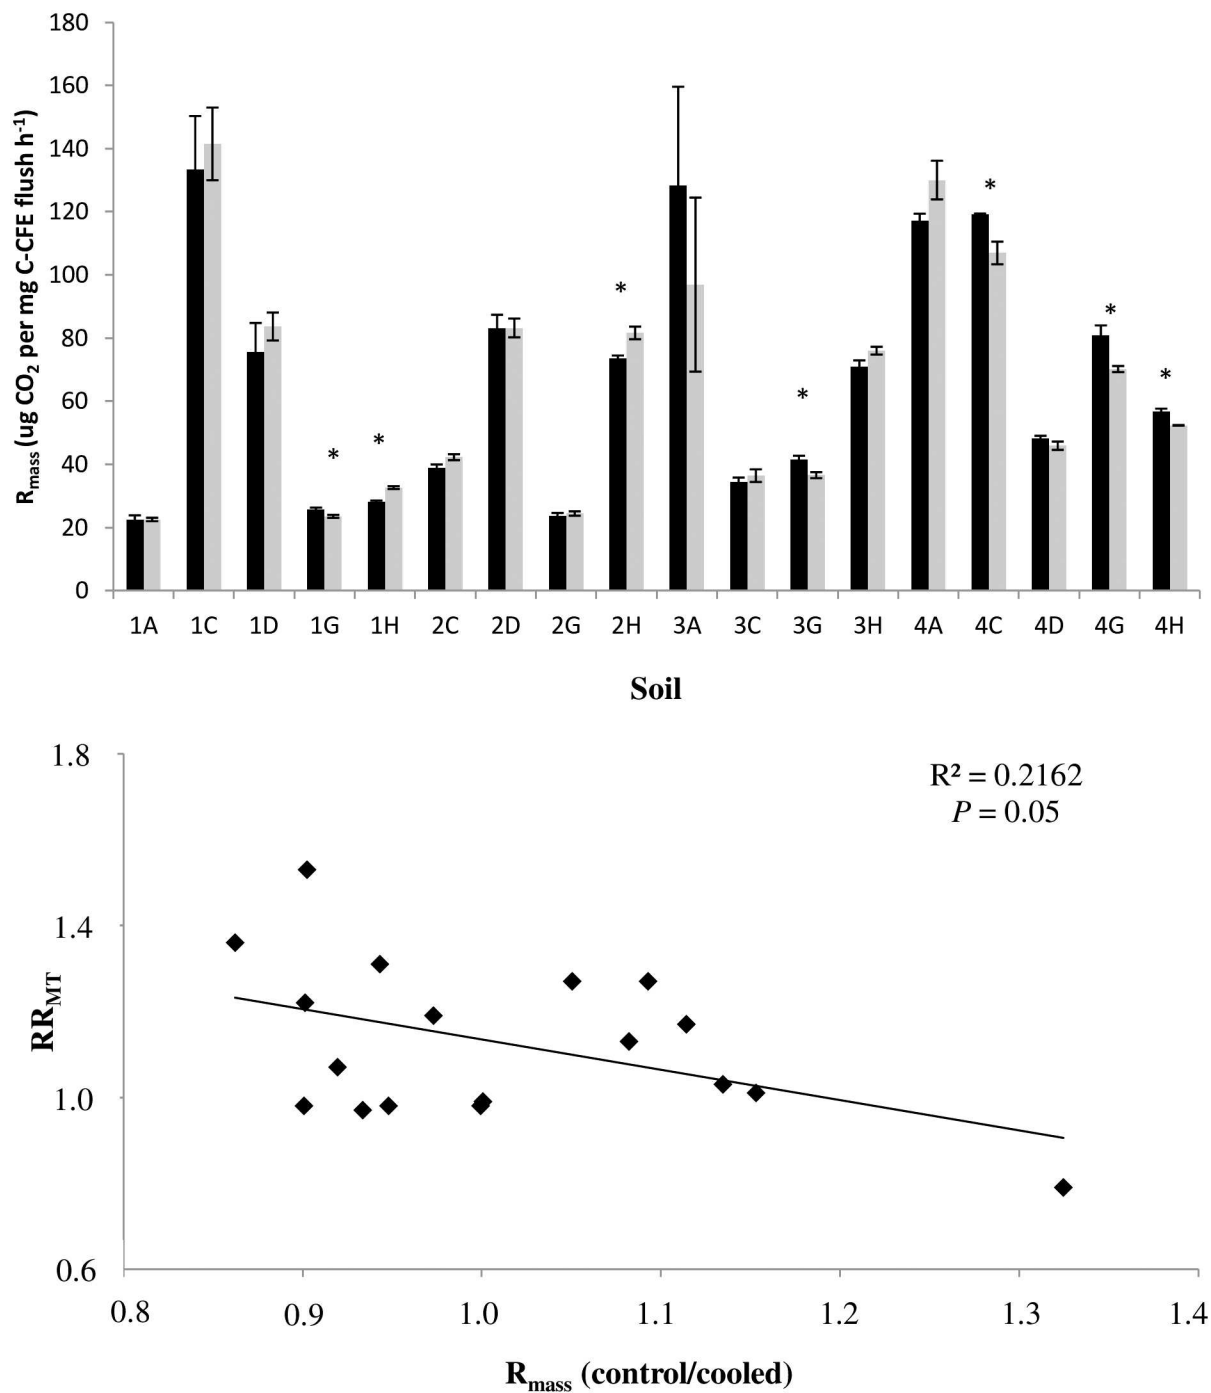 180
160
140
120
100
80
60
40
20
0
R_mass (ug CO₂ per mg C-CFE flush h⁻¹)
* * * * * * *
1A 1C 1D 1G 1H 2C 2D 2G 2H 3A 3C 3G 3H 4A 4C 4D 4G 4H
Soil
1.8
1.4
1.0
0.6
RR_MT
R² = 0.2162
P = 0.05
0.8 0.9 1.0 1.1 1.2 1.3 1.4
R_mass (control/cooled)